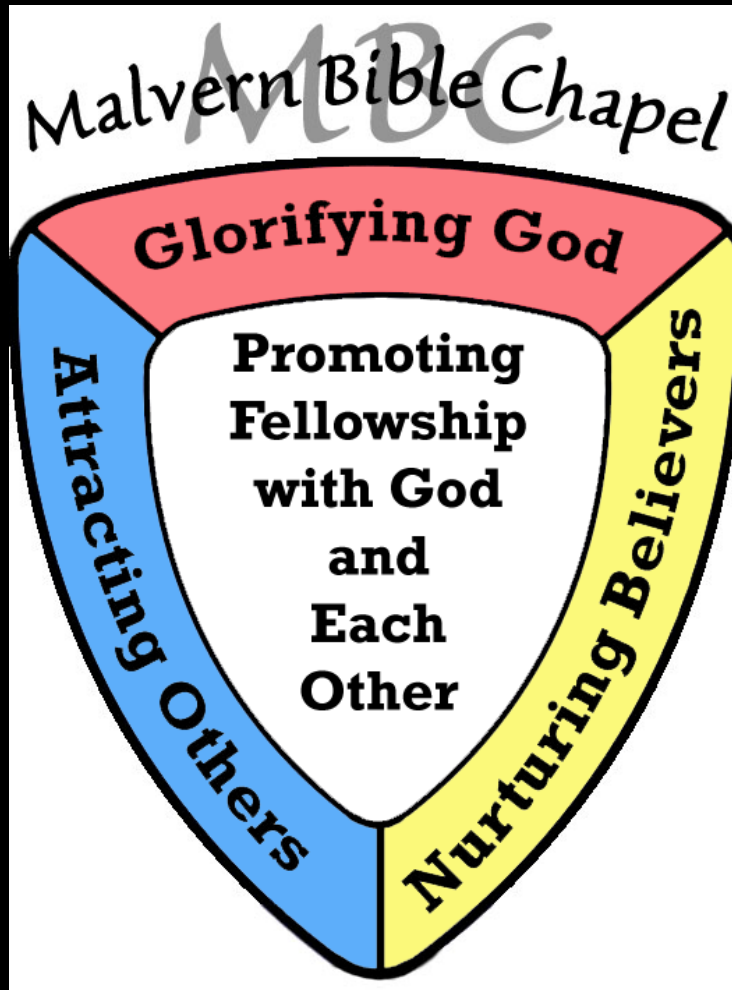 MBC
Malvern Bible Chapel
Glorifying God
Attracting Others
Promoting
Fellowship
with God
and
Each
Other
Nurturing Believers